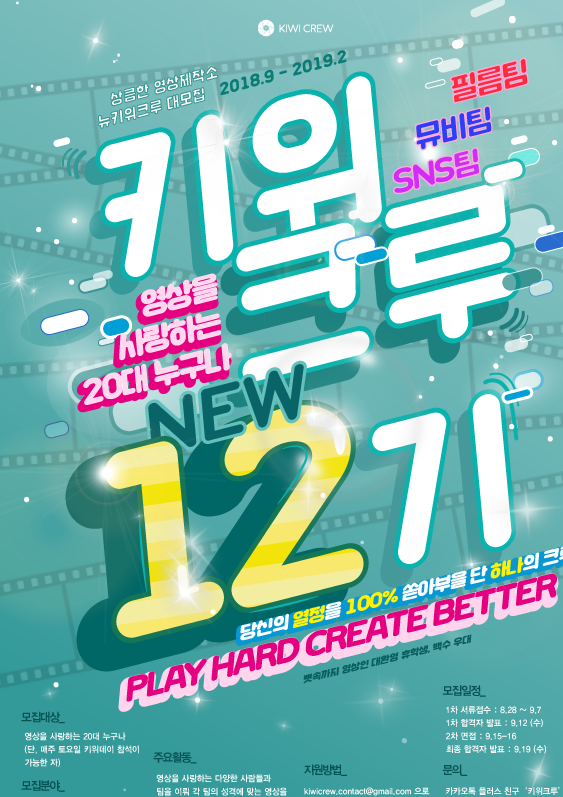 KIWI CREW
상큼한 영상제작소
뉴키위크루 대모집
2018.9 - 2019.2
필름팀
뮤비팀
SNS팀
키위크루
영상을
사랑하는
20대 누구나
NEW
12기
당신의 열정을 100% 쏟아부을 단 하나의 크루
PLAY HARD CREATE BETTER
뼛속까지 영상인 대환영 휴학생, 백수 우대
모집대상_
영상을 사랑하는 20대 누구나
(단, 매주 토요일 키위데이 참석이
가능한 자)
모집분야_
주요활동_
영상을 사랑하는 다양한 사람들과
팀을 이뤄 각 팀의 성격에 맞는 영상을
지원방법_
kiwicrew.contact@gmail.com 으로
모집일정_
1차 서류접수 : 8.28 ~ 9.7
1차 합격자 발표 : 9.12 (수)
2차 면접 : 9.15~16
최종 합격자 발표 : 9.19 (수)
문의_
카카오톡 플러스 친구 '키위크루'